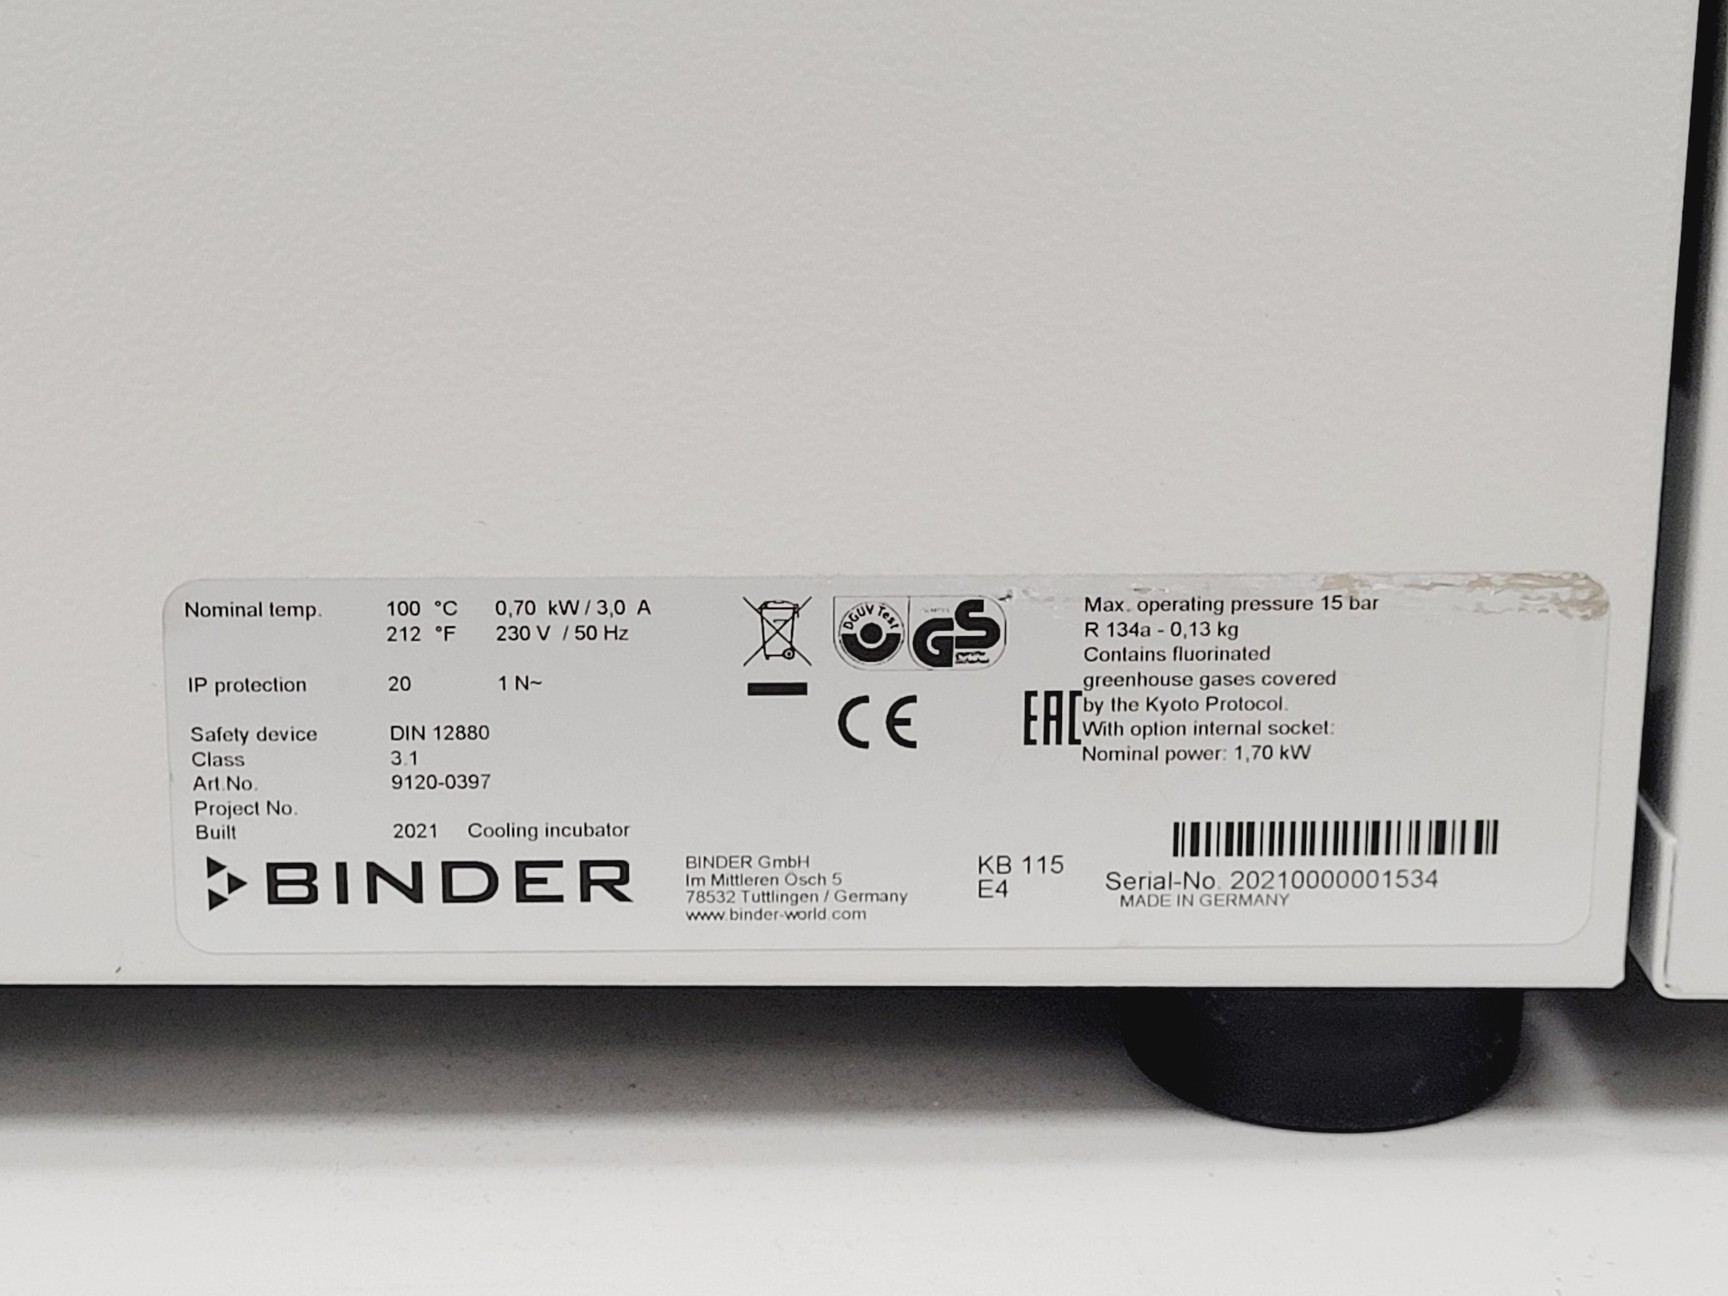 Nominal temp. 100 °C 0,70 kW / 3,0 A
212 °F 230 V / 50 Hz
IP protection 20 1 N~
Safety device DIN 12880
Class 3.1
Art.No. 9120-0397
Project No.
Built 2021 Cooling incubator
BINDER
BINDER GmbH
Im Mittleren Ösch 5
78532 Tuttlingen / Germany
www.binder-world.com
DGUV Test
GS
CE
EAC
Max. operating pressure 15 bar
R 134a - 0,13 kg
Contains fluorinated
greenhouse gases covered
by the Kyoto Protocol.
With option internal socket:
Nominal power: 1,70 kW
KB 115
E4
Serial-No. 20210000001534
MADE IN GERMANY